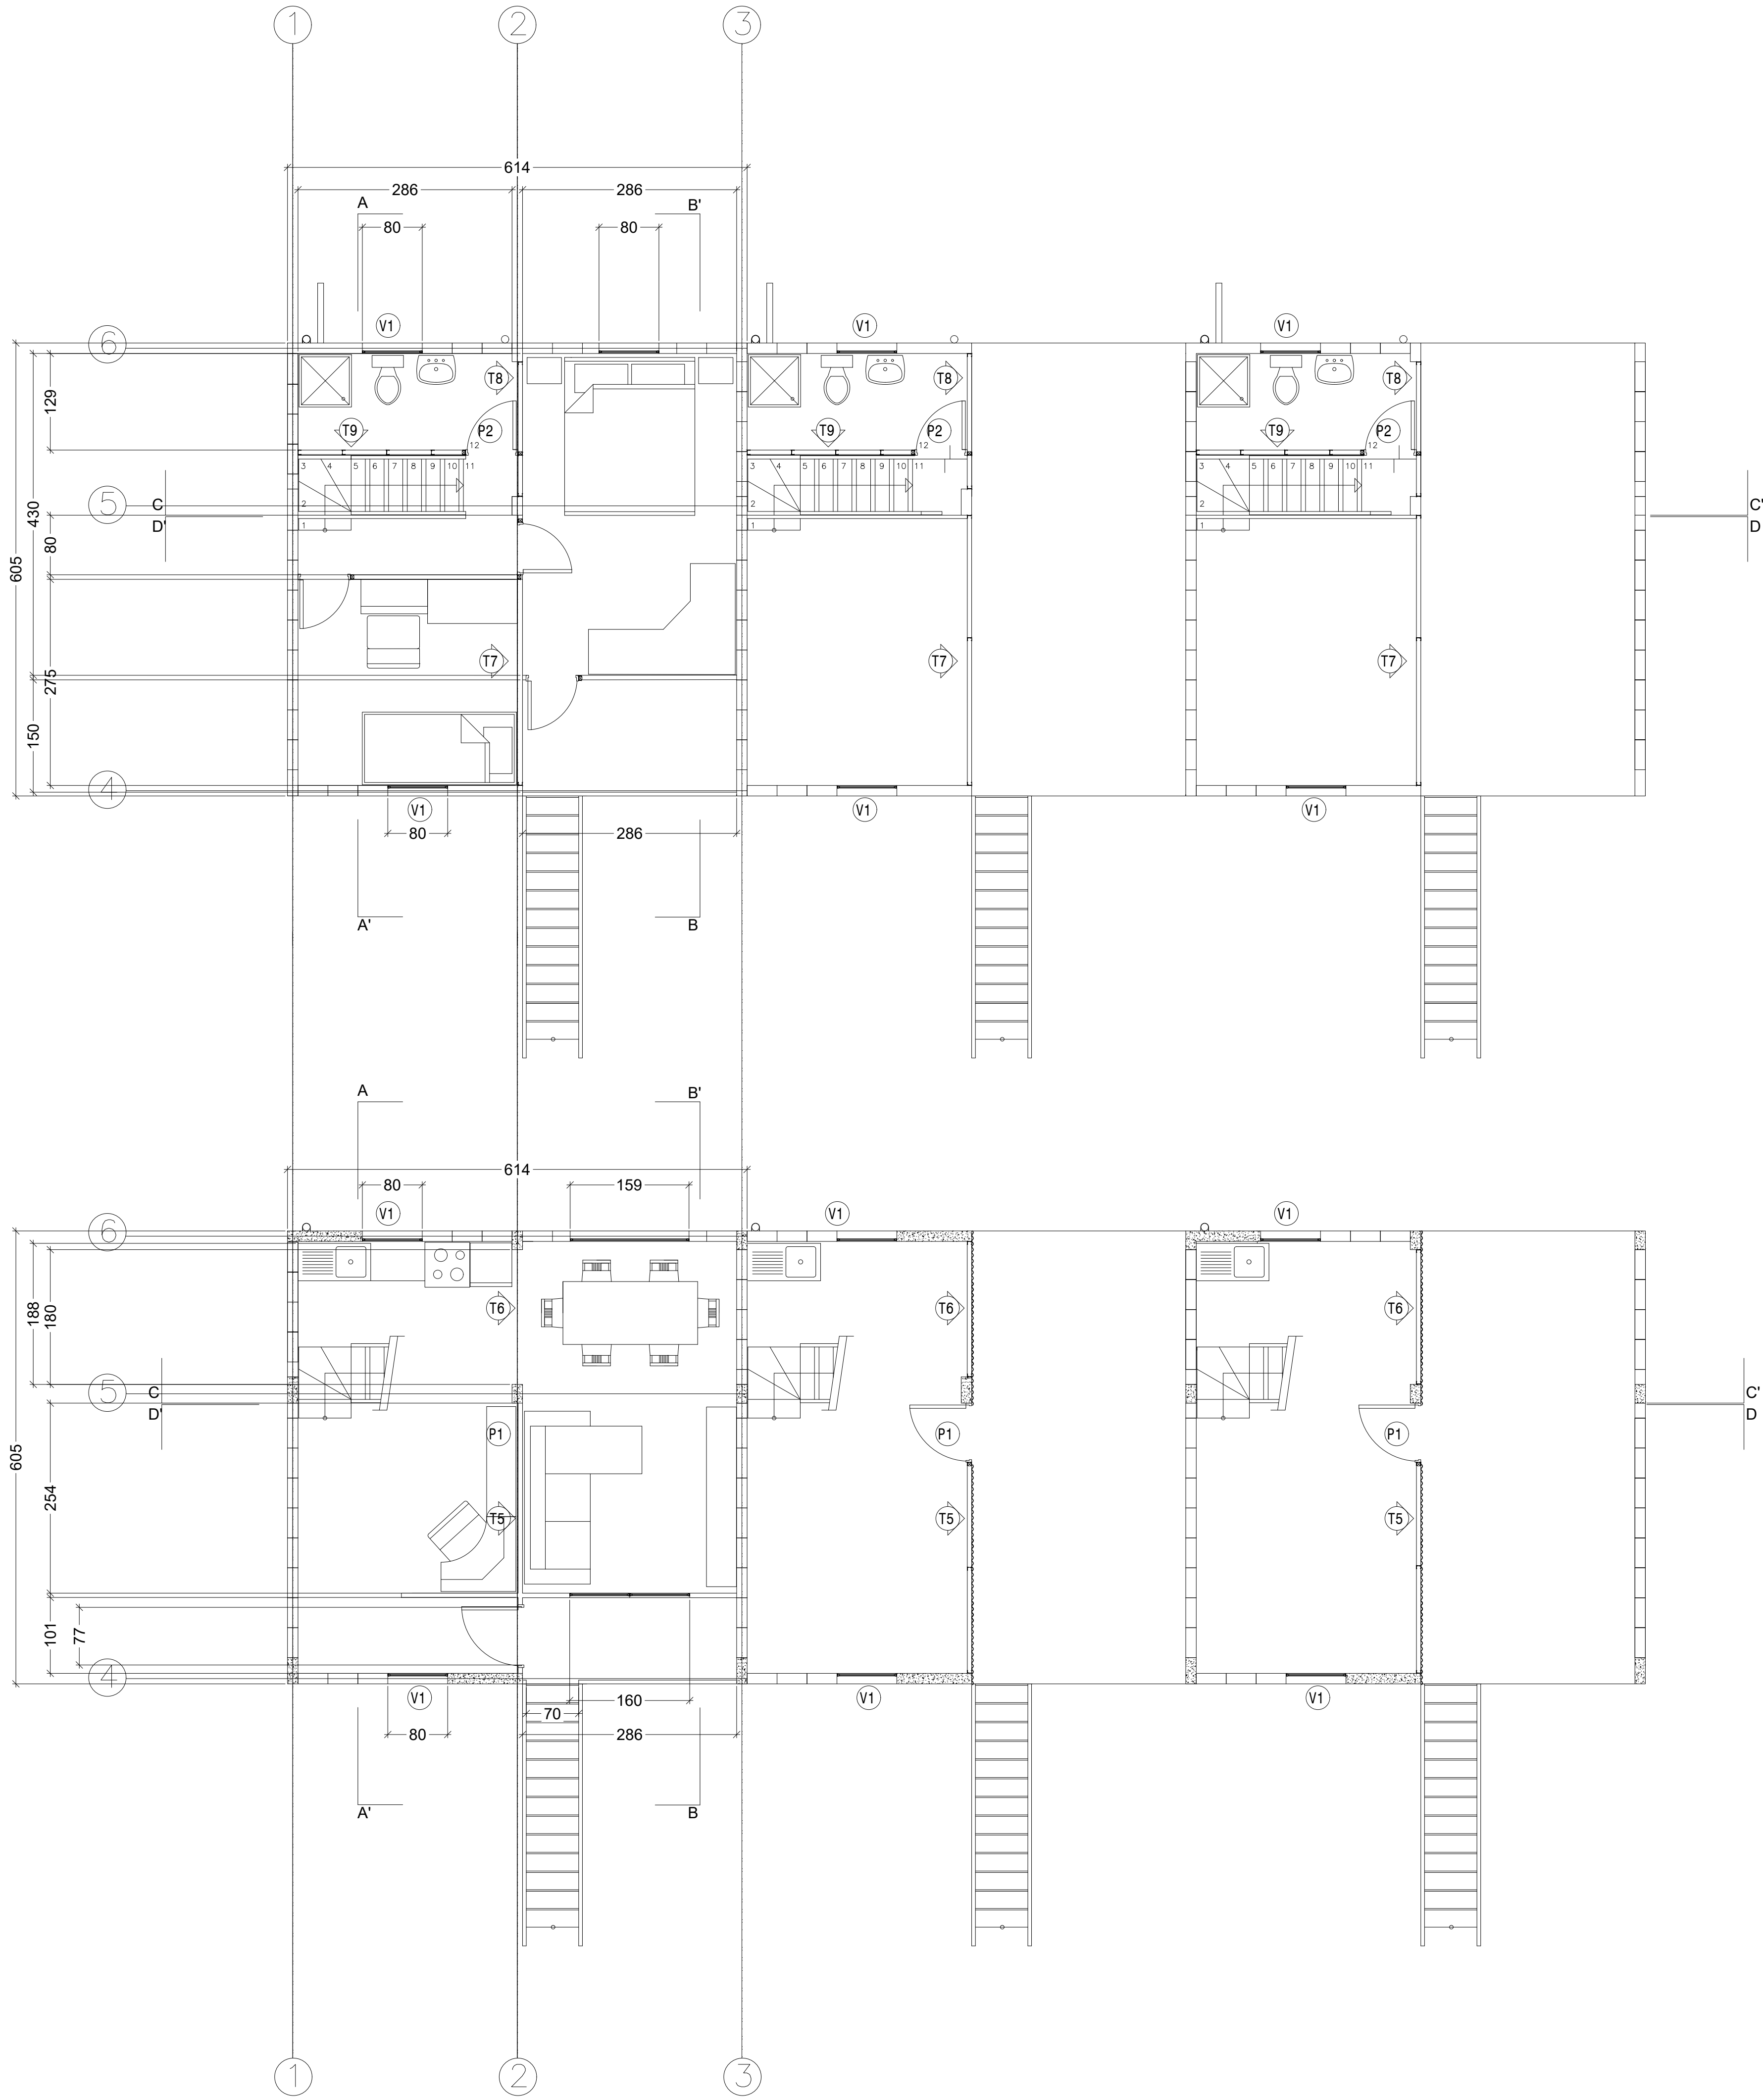 1 2 3
614
286 286
A B'
80 80
V1 V1 V1
6
T8 T8 T8
129
T9 P2 T9 P2 T9 P2
12 12 12
3 4 5 6 7 8 9 10 11 3 4 5 6 7 8 9 10 11 3 4 5 6 7 8 9 10 11
2 2 2
C 5 C'
430
D' D
1 1 1
80
605
T7 T7 T7
275
150
4
V1 V1 V1
80 286
A' B
A B'
614
80 159
V1 V1 V1
6
T6 T6 T6
188 180
C 5 C'
D' D
P1 P1 P1
605
254
T5 T5 T5
101 77
4
V1 V1 V1
160
70
80 286
A' B
1 2 3